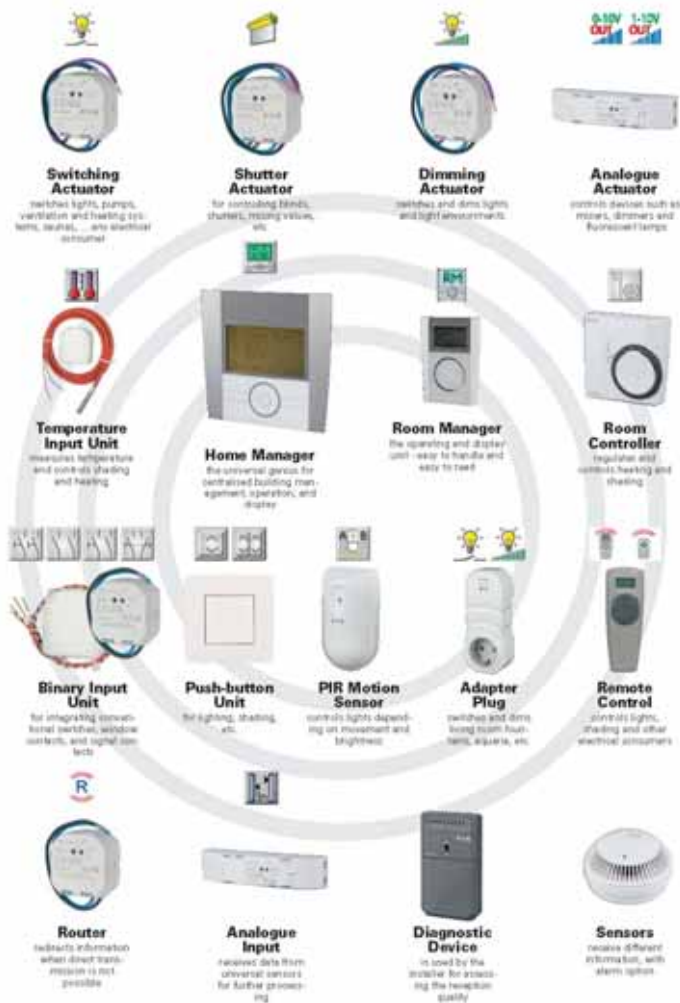 0-10V 1-10V
OUT OUT
Switching
Actuator
switches lights, pumps,
ventilation and heating sys-
tems, saunas, ... any electrical
consumer
Shutter
Actuator
for controlling blinds,
shutters, mixing valves,
etc
Dimming
Actuator
switches and dims lights
and light environments
Analogue
Actuator
controls devices such as
mixers, dimmers and
fluorescent lamps
RM
Temperature
Input Unit
measures temperature
and controls shading
and heating
Home Manager
the universal genius for
centralised building man-
agement, operation, and
display
Room Manager
the operating and display
unit - easy to handle and
easy to read
Room
Controller
regulates and
controls heating and
shading
A B
Binary Input
Unit
for integrating conventi-
onal switches, window
contacts, and signal con-
tacts
Push-button
Unit
for lighting, shading,
etc.
PIR Motion
Sensor
controls lights depend-
ing on movement and
brightness
Adapter
Plug
switches and dims
living room foun-
tains, aquaria, etc.
Remote
Control
controls lights,
shading and other
electrical consumers
R
Router
redirects information
when direct trans-
mission is not
possible
Analogue
Input
receives data from
universal sensors
for further process-
ing
Diagnostic
Device
is used by the
installer for assess-
ing the reception
quality
Sensors
receive different
information, with
alarm option